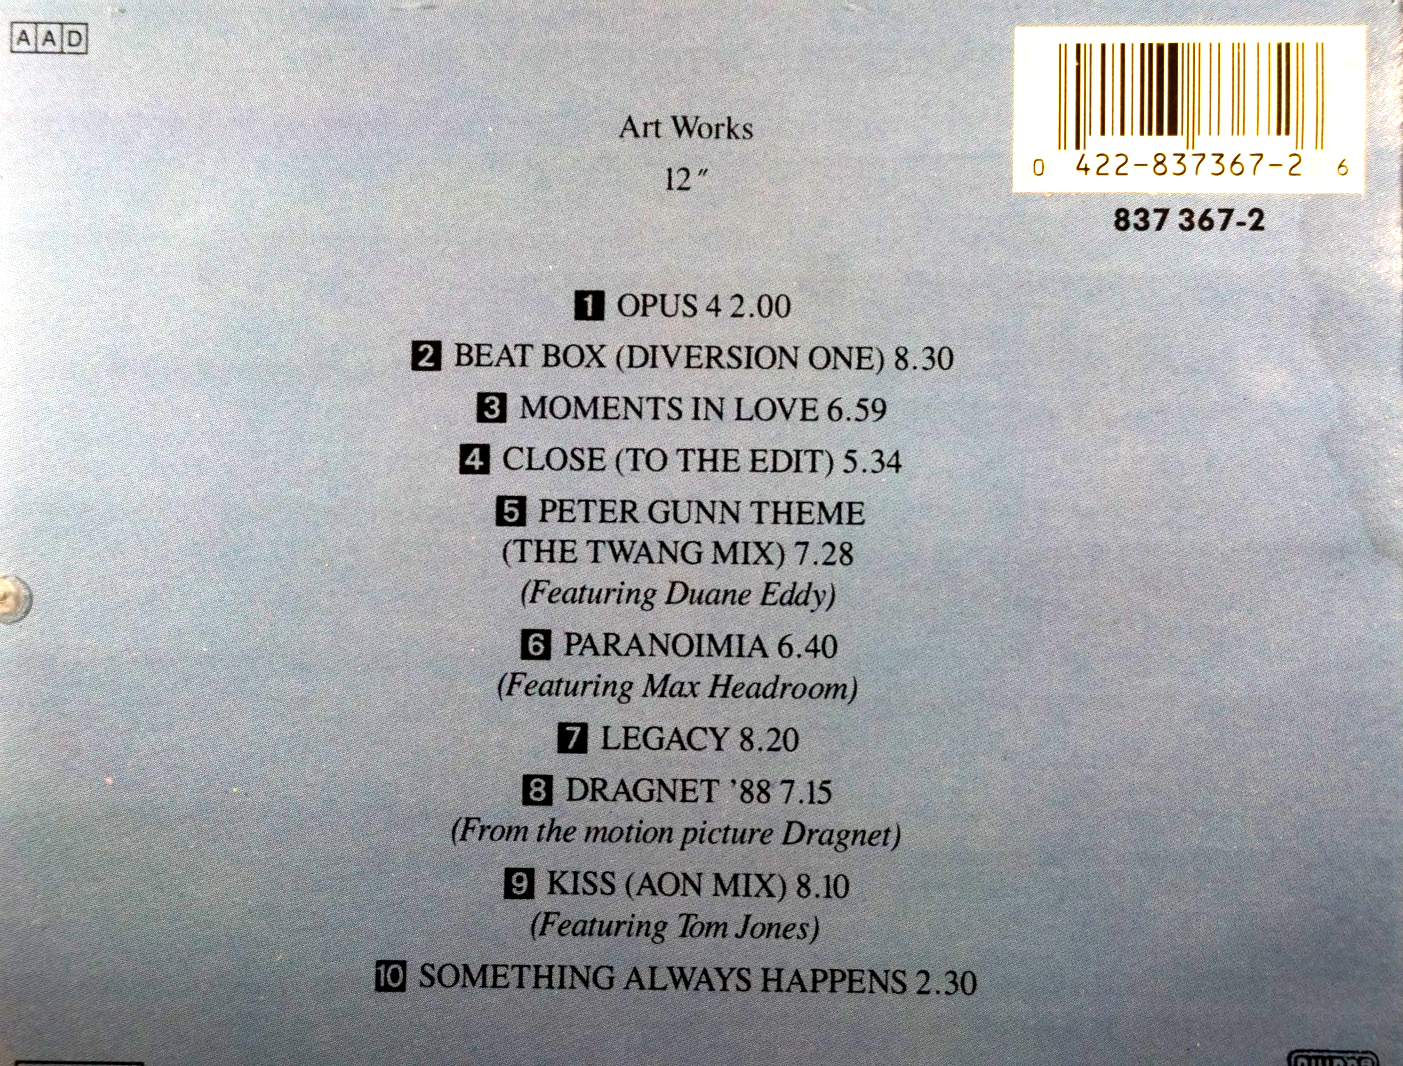 AAD
Art Works
12"
0 422-837367-2 6
837 367-2
1 OPUS 4 2.00
2 BEAT BOX (DIVERSION ONE) 8.30
3 MOMENTS IN LOVE 6.59
4 CLOSE (TO THE EDIT) 5.34
5 PETER GUNN THEME
(THE TWANG MIX) 7.28
(Featuring Duane Eddy)
6 PARANOIMIA 6.40
(Featuring Max Headroom)
7 LEGACY 8.20
8 DRAGNET '88 7.15
(From the motion picture Dragnet)
9 KISS (AON MIX) 8.10
(Featuring Tom Jones)
10 SOMETHING ALWAYS HAPPENS 2.30